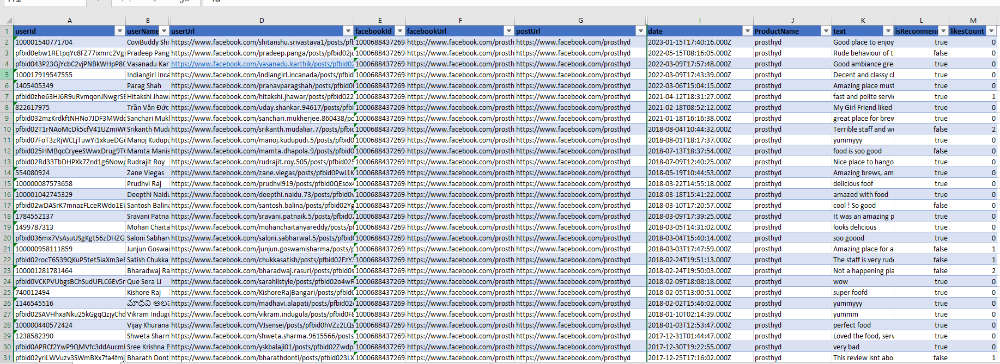 A B D E F G I J K L M
1 userId userName userUrl facebookId facebookUrl postUrl date ProductName text isRecommen likesCount
2 100001540771704 CoviBuddy Shi https://www.facebook.com/shitanshu.srivastava1/posts/pfb 1000688437269 https://www.facebook.com/prosth https://www.facebook.com/prosthyd 2023-01-15T17:40:16.000Z prosthyd Good place to enjoy true 0
3 pfbid0ebw1REtpqYc8FZ77ixmrc2Vgi Pradeep Pang https://www.facebook.com/pradeep.panga/posts/pfbid02ju 1000688437269 https://www.facebook.com/prosth https://www.facebook.com/prosthyd 2022-05-15T08:16:05.000Z prosthyd Rude behaviour of t false 0
4 pfbid043P23GjYcbC2vjPNBkWHpP8C Vasanadu Kar https://www.facebook.com/vasanadu.karthik/posts/pfbid02 1000688437269 https://www.facebook.com/prosth https://www.facebook.com/prosthyd 2022-03-09T17:57:48.000Z prosthyd Good ambiance gre true 0
5 100017919547555 Indiangirl Inca https://www.facebook.com/indiangirl.incanada/posts/pfbid 1000688437269 https://www.facebook.com/prosth https://www.facebook.com/prosthyd 2022-03-09T17:43:39.000Z prosthyd Decent and classy cl true 0
6 1405405349 Parag Shah https://www.facebook.com/pranavparagshah/posts/pfbid0 1000688437269 https://www.facebook.com/prosth https://www.facebook.com/prosthyd 2022-03-06T15:04:15.000Z prosthyd Amazing place must true 0
7 pfbid0zhe63HJ6R9uRvmqonJNwgrSE Hitakshi Jhaw https://www.facebook.com/hitakshi.jhawar/posts/pfbid022 1000688437269 https://www.facebook.com/prosth https://www.facebook.com/prosthyd 2021-04-12T18:31:27.000Z prosthyd fast and polite servi true 1
8 822617975 Trần Văn Đức https://www.facebook.com/uday.shankar.94617/posts/pfbi 1000688437269 https://www.facebook.com/prosth https://www.facebook.com/prosthyd 2021-02-18T08:52:12.000Z prosthyd My Girl Friend liked true 0
9 pfbid032mzKrdkftNHNo7JDF3MWdc Sanchari Mukl https://www.facebook.com/sanchari.mukherjee.860438/pc 1000688437269 https://www.facebook.com/prosth https://www.facebook.com/prosthyd 2021-01-18T16:16:38.000Z prosthyd great place for brew true 0
10 pfbid02T1rNAoMcDk5cfV41UZmiW6 Srikanth Muda https://www.facebook.com/srikanth.mudaliar.7/posts/pfbid 1000688437269 https://www.facebook.com/prosth https://www.facebook.com/prosthyd 2018-08-04T10:44:32.000Z prosthyd Terrible staff and wo false 2
11 pfbid07FoT3zRjWCLjTuwYi1xkueDGc Manoj Kudupu https://www.facebook.com/manoj.kudupudi.5/posts/pfbid0 1000688437269 https://www.facebook.com/prosth https://www.facebook.com/prosthyd 2018-08-01T18:17:37.000Z prosthyd yummyyy true 0
12 pfbid025HMBqcCryeeSWwxDrug9TC Mamta Manis https://www.facebook.com/mamta.dhapola.9/posts/pfbid0 1000688437269 https://www.facebook.com/prosth https://www.facebook.com/prosthyd 2018-07-13T18:37:54.000Z prosthyd food is soo good false 0
13 pfbid02Rd33TbDHPXk7Znd1g6Nowp Rudrajit Roy https://www.facebook.com/rudrajit.roy.505/posts/pfbid025 1000688437269 https://www.facebook.com/prosth https://www.facebook.com/prosthyd 2018-07-09T12:40:25.000Z prosthyd Nice place to hango true 0
14 554080924 Zane Viegas https://www.facebook.com/zane.viegas/posts/pfbid0PwJ1K 1000688437269 https://www.facebook.com/prosth https://www.facebook.com/prosthyd 2018-05-19T10:44:53.000Z prosthyd Amazing brews, am true 0
15 100000087573658 Prudhvi Raj https://www.facebook.com/prudhvi919/posts/pfbid0QEsox4 1000688437269 https://www.facebook.com/prosth https://www.facebook.com/prosthyd 2018-03-22T14:55:18.000Z prosthyd delicious foof true 0
16 100001042745329 Deepthi Naidu https://www.facebook.com/deepthi.naidu.73/posts/pfbid0v 1000688437269 https://www.facebook.com/prosth https://www.facebook.com/prosthyd 2018-03-18T15:41:22.000Z prosthyd amazed with food true 0
17 pfbid02wDASrK7mnazFLceRWdo1EU Santosh Balina https://www.facebook.com/santosh.balina/posts/pfbid02Yg 1000688437269 https://www.facebook.com/prosth https://www.facebook.com/prosthyd 2018-03-10T17:20:57.000Z prosthyd cool ! So good false 0
18 1784552137 Sravani Patna https://www.facebook.com/sravani.patnaik.5/posts/pfbid02 1000688437269 https://www.facebook.com/prosth https://www.facebook.com/prosthyd 2018-03-09T17:39:25.000Z prosthyd It was an amazing p true 0
19 1499787313 Mohan Chaita https://www.facebook.com/mohanchaitanyareddy/posts/pf 1000688437269 https://www.facebook.com/prosth https://www.facebook.com/prosthyd 2018-03-05T14:31:02.000Z prosthyd looks delicious true 0
20 pfbid036mx7VsAsuUSgKgt56zDHZG Saloni Sabharv https://www.facebook.com/saloni.sabharwal.5/posts/pfbid 1000688437269 https://www.facebook.com/prosth https://www.facebook.com/prosthyd 2018-03-04T15:40:14.000Z prosthyd soo goood true 0
21 100000958111859 Junjun Goswa https://www.facebook.com/junjun.goswamisharma/posts/p 1000688437269 https://www.facebook.com/prosth https://www.facebook.com/prosthyd 2018-03-03T17:47:59.000Z prosthyd Amazing place for a false 1
22 pfbid02rocT6539QKuP5tet5iaXm3eF Satish Chukka https://www.facebook.com/chukkasatish/posts/pfbid02FzY3 1000688437269 https://www.facebook.com/prosth https://www.facebook.com/prosthyd 2018-02-24T19:51:13.000Z prosthyd The staff is very rude false 1
23 100001281781464 Bharadwaj Ra https://www.facebook.com/bharadwaj.rasuri/posts/pfbid0s 1000688437269 https://www.facebook.com/prosth https://www.facebook.com/prosthyd 2018-02-24T19:50:03.000Z prosthyd Not a happening pla false 2
24 pfbid0VCKPVUbgsBChSudUFLC6Ev5r Que Sera Li https://www.facebook.com/sarahlistyle/posts/pfbid02o4wR 1000688437269 https://www.facebook.com/prosth https://www.facebook.com/prosthyd 2018-02-09T18:08:18.000Z prosthyd wow true 0
25 740012494 Kishore Raj https://www.facebook.com/KishoreRajBangari/posts/pfbid0 1000688437269 https://www.facebook.com/prosth https://www.facebook.com/prosthyd 2018-02-05T13:00:51.000Z prosthyd super foofd true 0
26 1146545516 మాధవి ఆల https://www.facebook.com/madhavi.alapati/posts/pfbid02 1000688437269 https://www.facebook.com/prosth https://www.facebook.com/prosthyd 2018-02-02T15:46:02.000Z prosthyd yummyyy true 0
27 pfbid02SAVHhxaNku25kGgqQzjyChd Vikram Indugu https://www.facebook.com/vikram.indugula/posts/pfbid0F8 1000688437269 https://www.facebook.com/prosth https://www.facebook.com/prosthyd 2018-01-10T02:14:39.000Z prosthyd yummm true 0
28 100000440572424 Vijay Khurana https://www.facebook.com/VJsensei/posts/pfbid0hVZz2LQs 1000688437269 https://www.facebook.com/prosth https://www.facebook.com/prosthyd 2018-01-03T12:53:47.000Z prosthyd perfect food true 0
29 1238582390 Shweta Sharm https://www.facebook.com/shweta.sharma.9615566/posts 1000688437269 https://www.facebook.com/prosth https://www.facebook.com/prosthyd 2017-12-31T01:44:47.000Z prosthyd Loved the food, serv true 0
30 pfbid0APRCf2YwP9QMVfc3ddAucml Sree Krishna B https://www.facebook.com/yskbalaji01/posts/pfbid02Zwdp 1000688437269 https://www.facebook.com/prosth https://www.facebook.com/prosthyd 2017-12-30T19:22:55.000Z prosthyd very bad true 0
31 pfbid02yriLWVuzv3SWmBXx7fa4fmj Bharath Dont https://www.facebook.com/bharathdonti/posts/pfbid023LX 1000688437269 https://www.facebook.com/prosth https://www.facebook.com/prosthyd 2017-12-25T17:16:02.000Z prosthyd This review isnt abo false 1